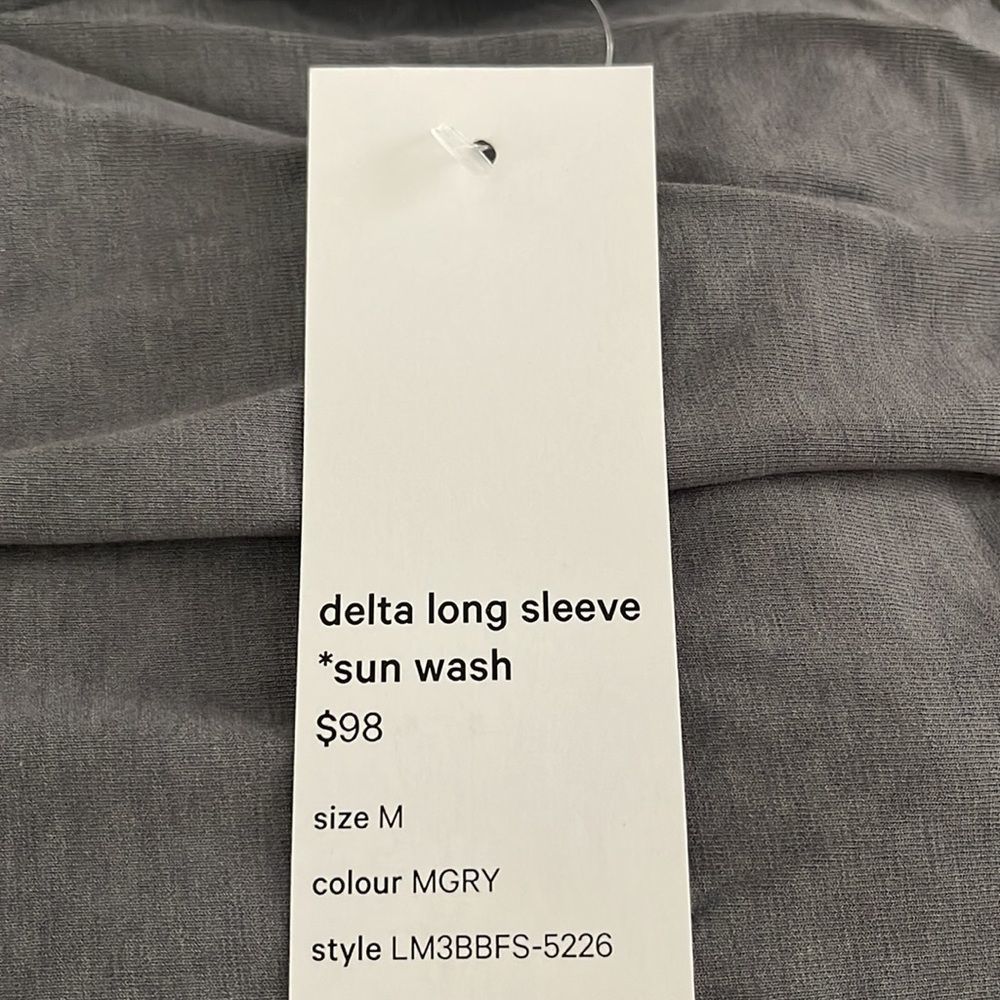 delta long sleeve
*sun wash
$98
size M
colour MGRY
style LM3BBFS-5226